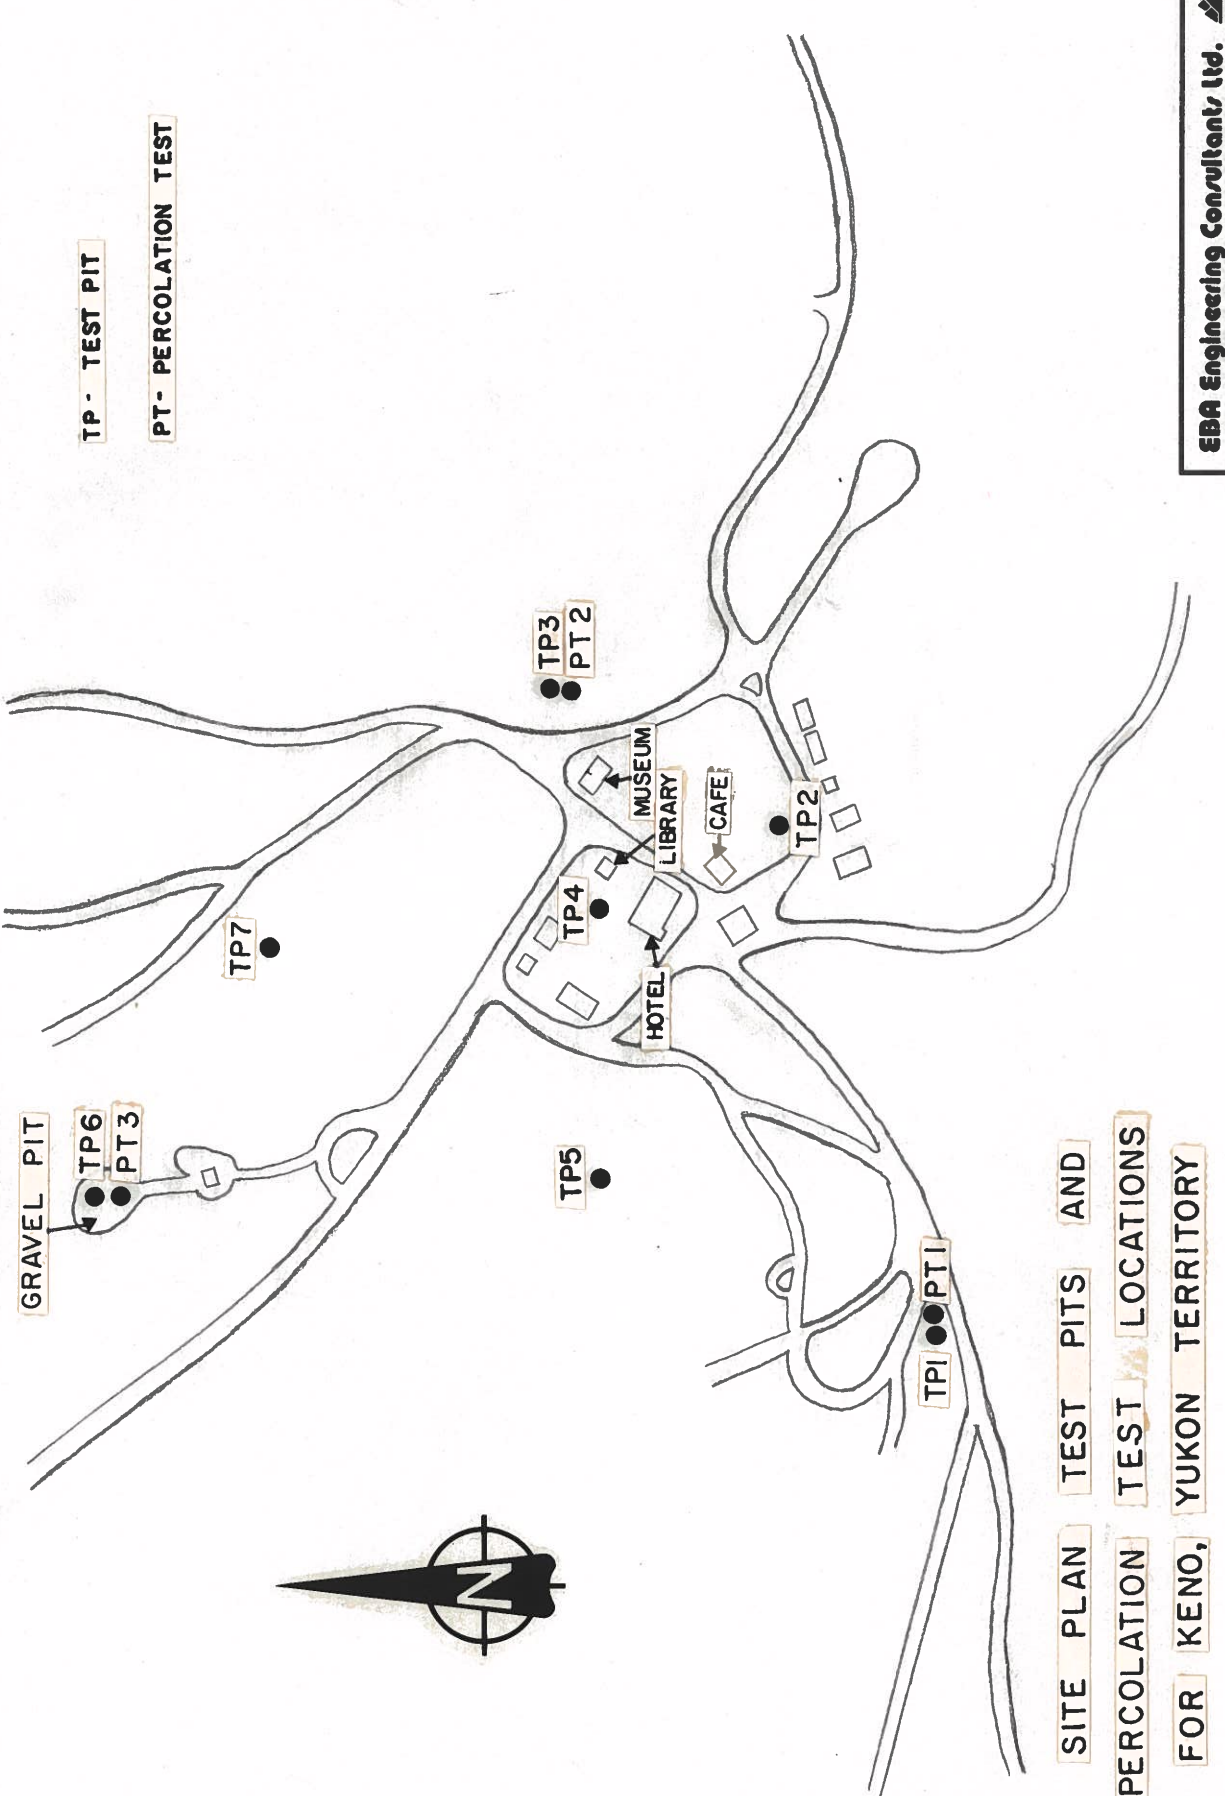 TP - TEST PIT
PT- PERCOLATION TEST
GRAVEL PIT
TP6
PT3
TP7
TP3
PT2
TP4
MUSEUM
LIBRARY
CAFE
TP2
HOTEL
TP5
TP1
PT1
N
SITE PLAN TEST PITS AND
PERCOLATION TEST LOCATIONS
FOR KENO, YUKON TERRITORY
EBA Engineering Consultants Ltd.